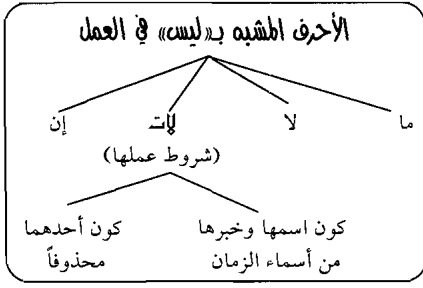 الأحرف المشبه بـ«ليس» في العمل
ما لا لات إن
(شروط عملها)
كون اسمها وخبرها كون أحدهما
من أسماء الزمان محذوفاً